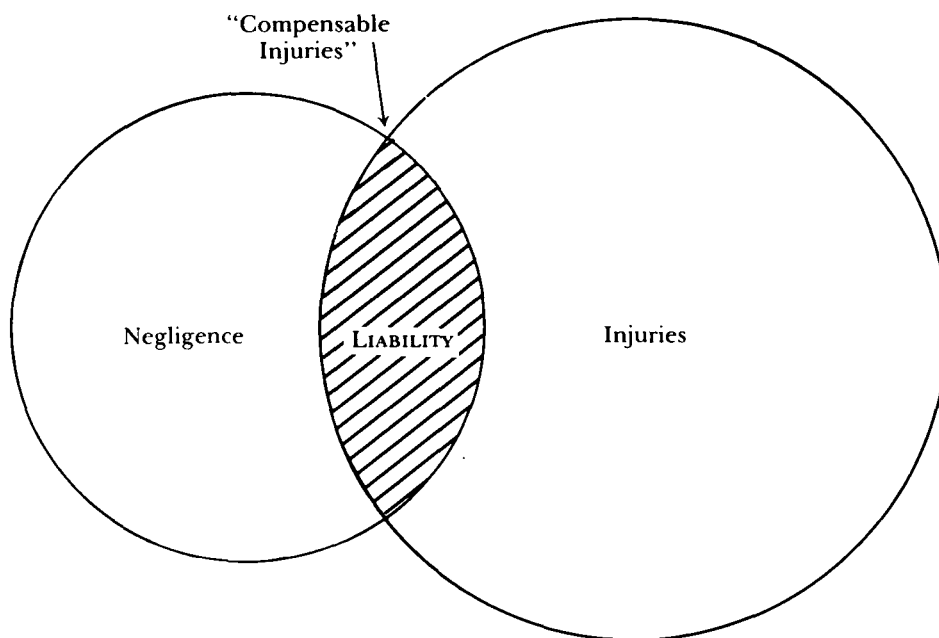 “Compensable
Injuries”
Negligence
LIABILITY
Injuries